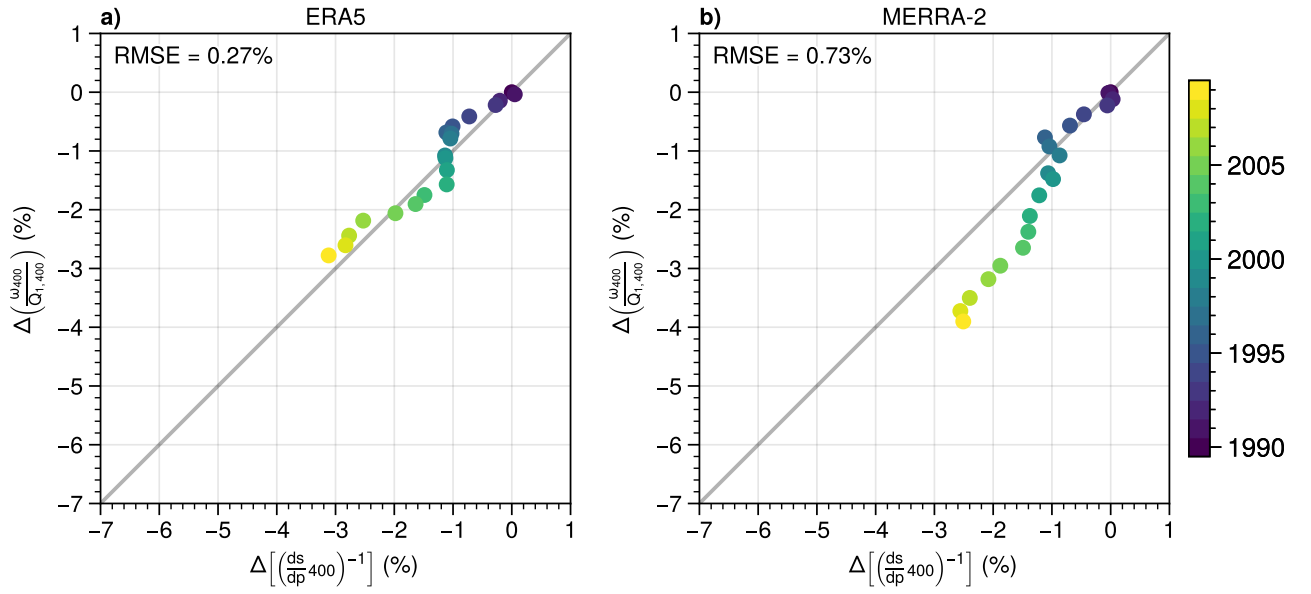 a) ERA5
RMSE = 0.27%
1
0
−1
−2
−3
−4
−5
−6
−7
Δ(ω400/Q1,400) (%)
−7 −6 −5 −4 −3 −2 −1 0 1
Δ[(ds/dp 400)−1] (%)
b) MERRA-2
RMSE = 0.73%
1
0
−1
−2
−3
−4
−5
−6
−7
Δ(ω400/Q1,400) (%)
−7 −6 −5 −4 −3 −2 −1 0 1
Δ[(ds/dp 400)−1] (%)
2005
2000
1995
1990